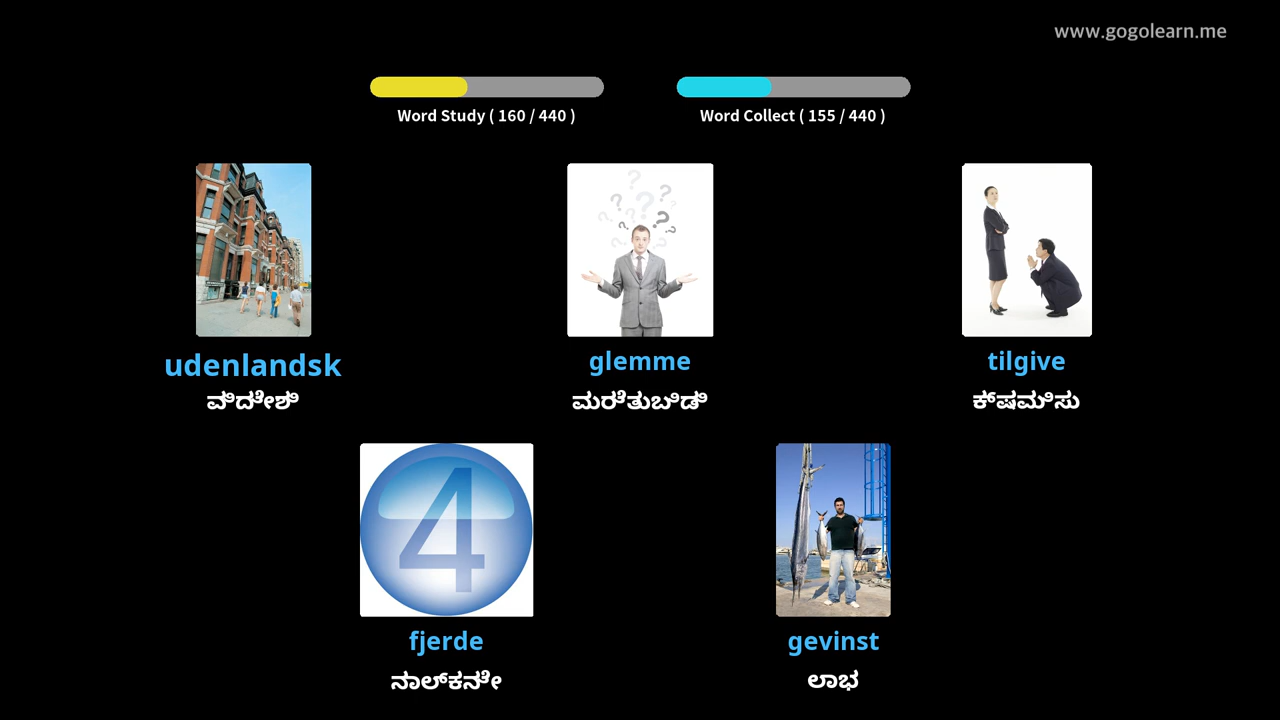 www.gogolearn.me
Word Study ( 160 / 440 )
Word Collect ( 155 / 440 )
udenlandsk
ವಿದೇಶಿ
glemme
ಮರೆತುಬಿಡಿ
tilgive
ಕ್ಷಮಿಸು
4
fjerde
ನಾಲ್ಕನೇ
gevinst
ಲಾಭ